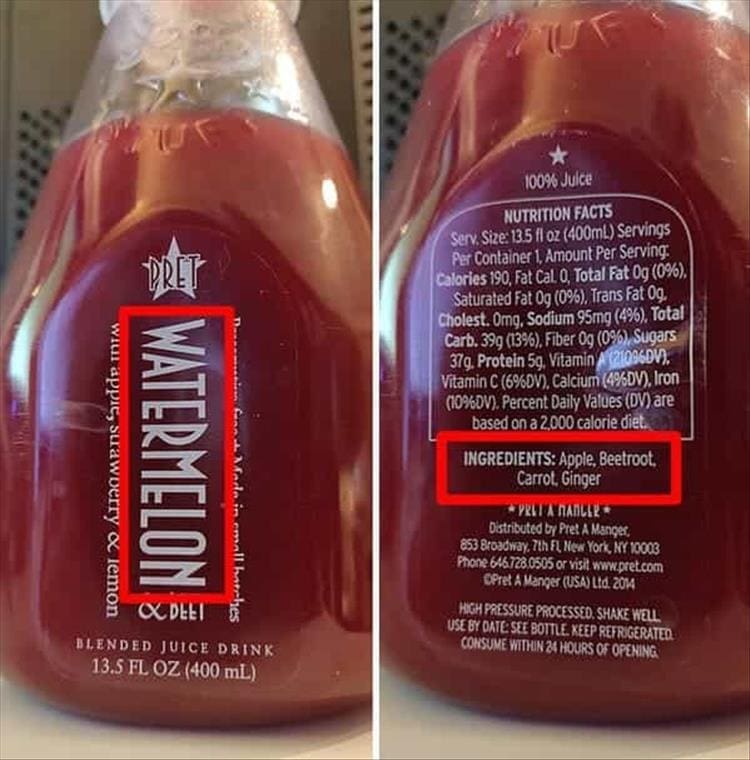 PRET
WATERMELON
& BEET
with apple, strawberry & lemon
Made in small batches
BLENDED JUICE DRINK
13.5 FL OZ (400 mL)
100% Juice
NUTRITION FACTS
Serv. Size: 13.5 fl oz (400mL) Servings
Per Container 1, Amount Per Serving:
Calories 190, Fat Cal. 0, Total Fat 0g (0%),
Saturated Fat 0g (0%), Trans Fat 0g,
Cholest. 0mg, Sodium 95mg (4%), Total
Carb. 39g (13%), Fiber 0g (0%), Sugars
37g, Protein 5g, Vitamin A (210%DV),
Vitamin C (6%DV), Calcium (4%DV), Iron
(10%DV). Percent Daily Values (DV) are
based on a 2,000 calorie diet.
INGREDIENTS: Apple, Beetroot,
Carrot, Ginger
★ PRET A MANGER ★
Distributed by Pret A Manger,
853 Broadway, 7th Fl, New York, NY 10003
Phone 646.728.0505 or visit www.pret.com
©Pret A Manger (USA) Ltd. 2014
HIGH PRESSURE PROCESSED. SHAKE WELL.
USE BY DATE: SEE BOTTLE. KEEP REFRIGERATED.
CONSUME WITHIN 24 HOURS OF OPENING.